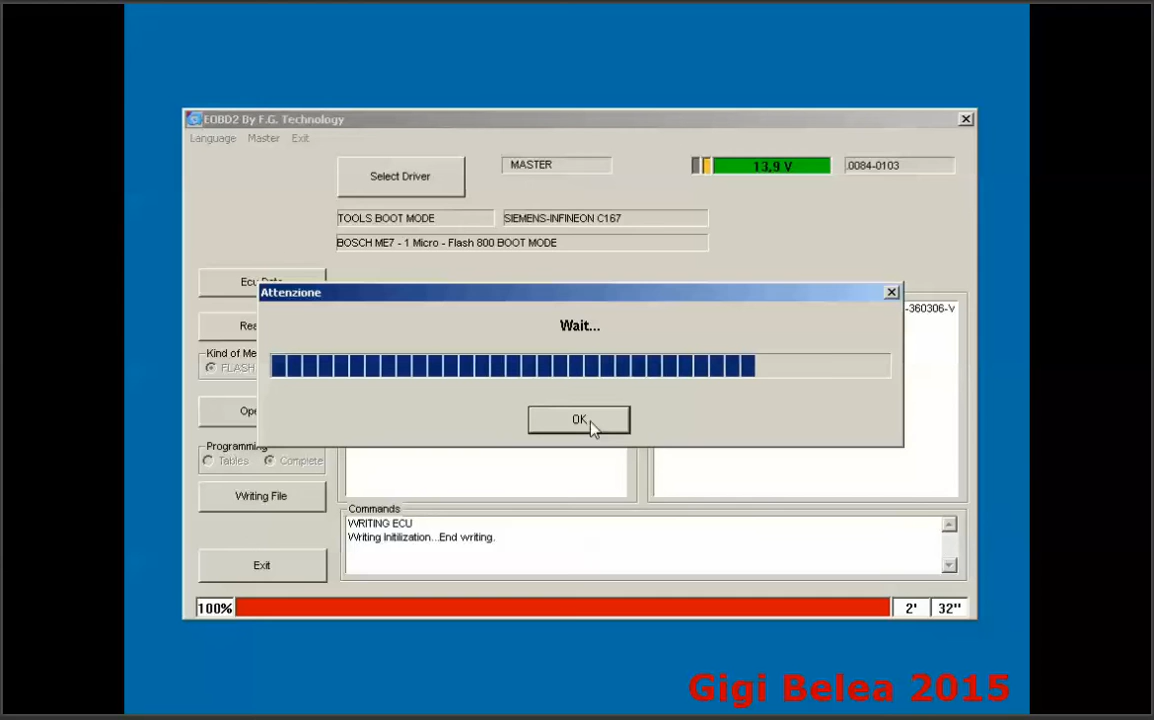 EOBD2 By F.G. Technology
Language Master Exit
Select Driver
MASTER
13,9 V
0084-0103
TOOLS BOOT MODE
SIEMENS-INFINEON C167
BOSCH ME7 - 1 Micro - Flash 800 BOOT MODE
Attenzione
-360306-V
Wait...
Kind of Me
FLASH
OK
Programming
Tables Complete
Writing File
Commands
WRITING ECU
Writing Initilization...End writing.
Exit
100%
2' 32"
Gigi Belea 2015